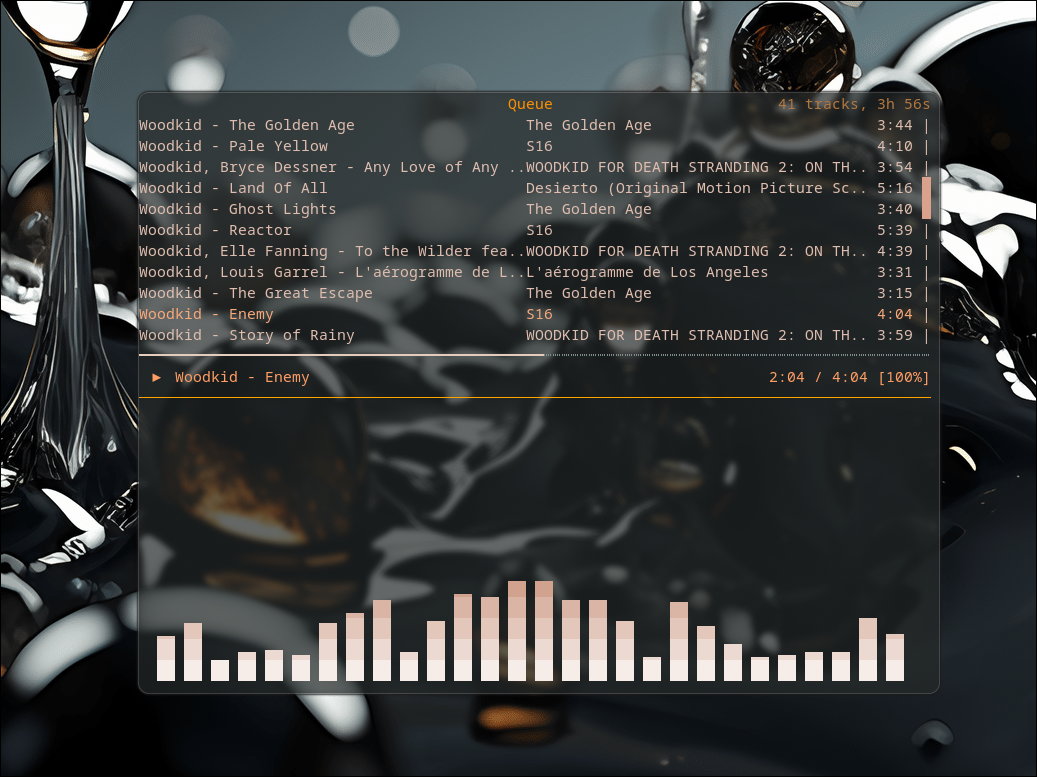 Queue 41 tracks, 3h 56s
Woodkid - The Golden Age The Golden Age 3:44
Woodkid - Pale Yellow S16 4:10
Woodkid, Bryce Dessner - Any Love of Any ..WOODKID FOR DEATH STRANDING 2: ON TH.. 3:54
Woodkid - Land Of All Desierto (Original Motion Picture Sc.. 5:16
Woodkid - Ghost Lights The Golden Age 3:40
Woodkid - Reactor S16 5:39
Woodkid, Elle Fanning - To the Wilder fea..WOODKID FOR DEATH STRANDING 2: ON TH.. 4:39
Woodkid, Louis Garrel - L'aérogramme de L..L'aérogramme de Los Angeles 3:31
Woodkid - The Great Escape The Golden Age 3:15
Woodkid - Enemy S16 4:04
Woodkid - Story of Rainy WOODKID FOR DEATH STRANDING 2: ON TH.. 3:59
► Woodkid - Enemy 2:04 / 4:04 [100%]